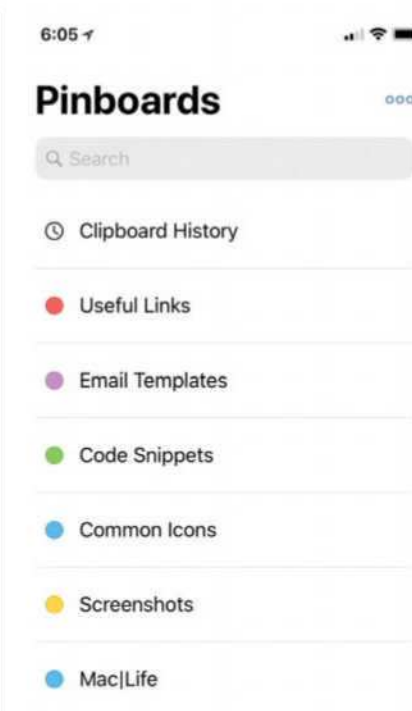 6:05
Pinboards
Search
Clipboard History
Useful Links
Email Templates
Code Snippets
Common Icons
Screenshots
Mac|Life